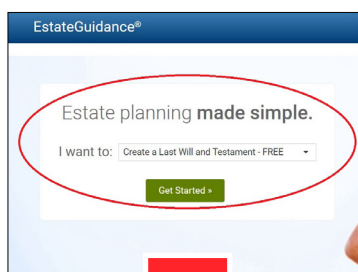 EstateGuidance®
Estate planning made simple.
I want to: Create a Last Will and Testament - FREE
Get Started »